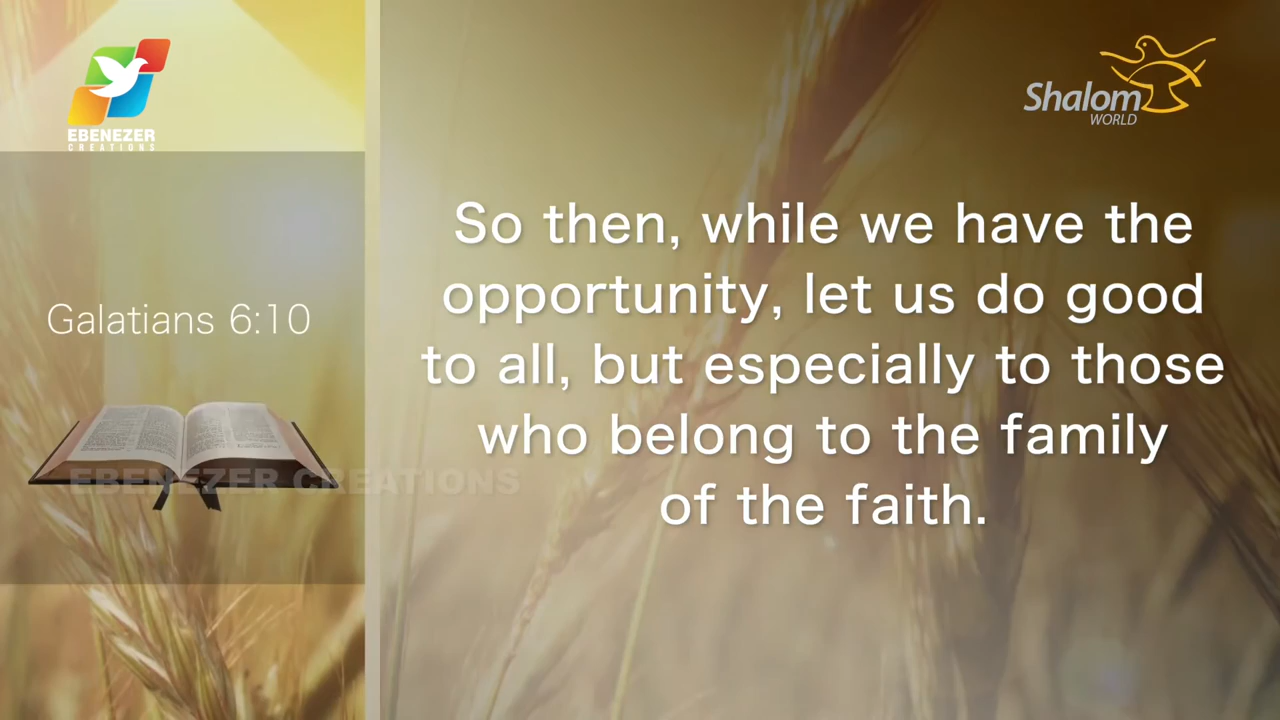 EBENEZER
CREATIONS
Shalom
WORLD
Galatians 6:10
So then, while we have the
opportunity, let us do good
to all, but especially to those
who belong to the family
of the faith.
EBENEZER CREATIONS